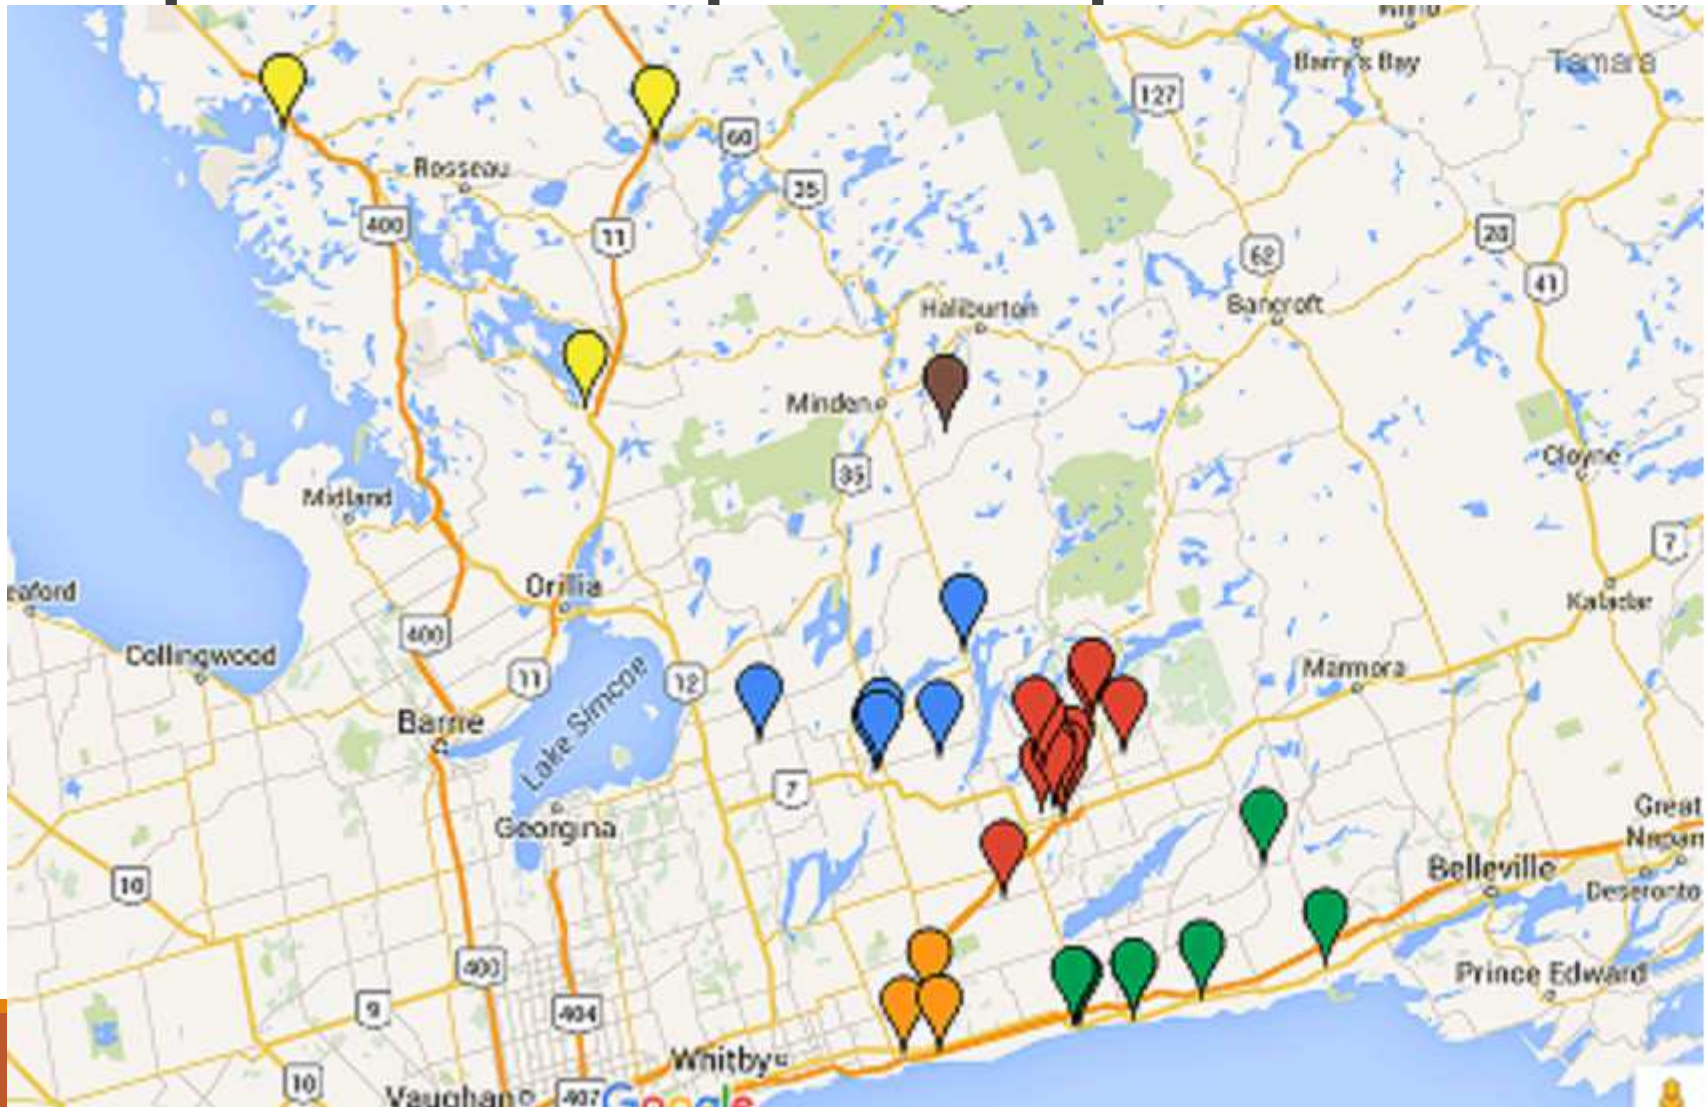 Barry's Bay
Tamara
127
60
Rosseau
35
400
11
28
62
41
Haliburton
Bancroft
Minden
35
Cloyne
Midland
7
Orillia
eaford
Kaladar
400
Collingwood
Marmora
11
12
Barrie
Lake Simcoe
7
Great
Napan
Georgina
Belleville
10
Deseronto
400
Prince Edward
9
404
Whitby
10
Vaughan
407
Google